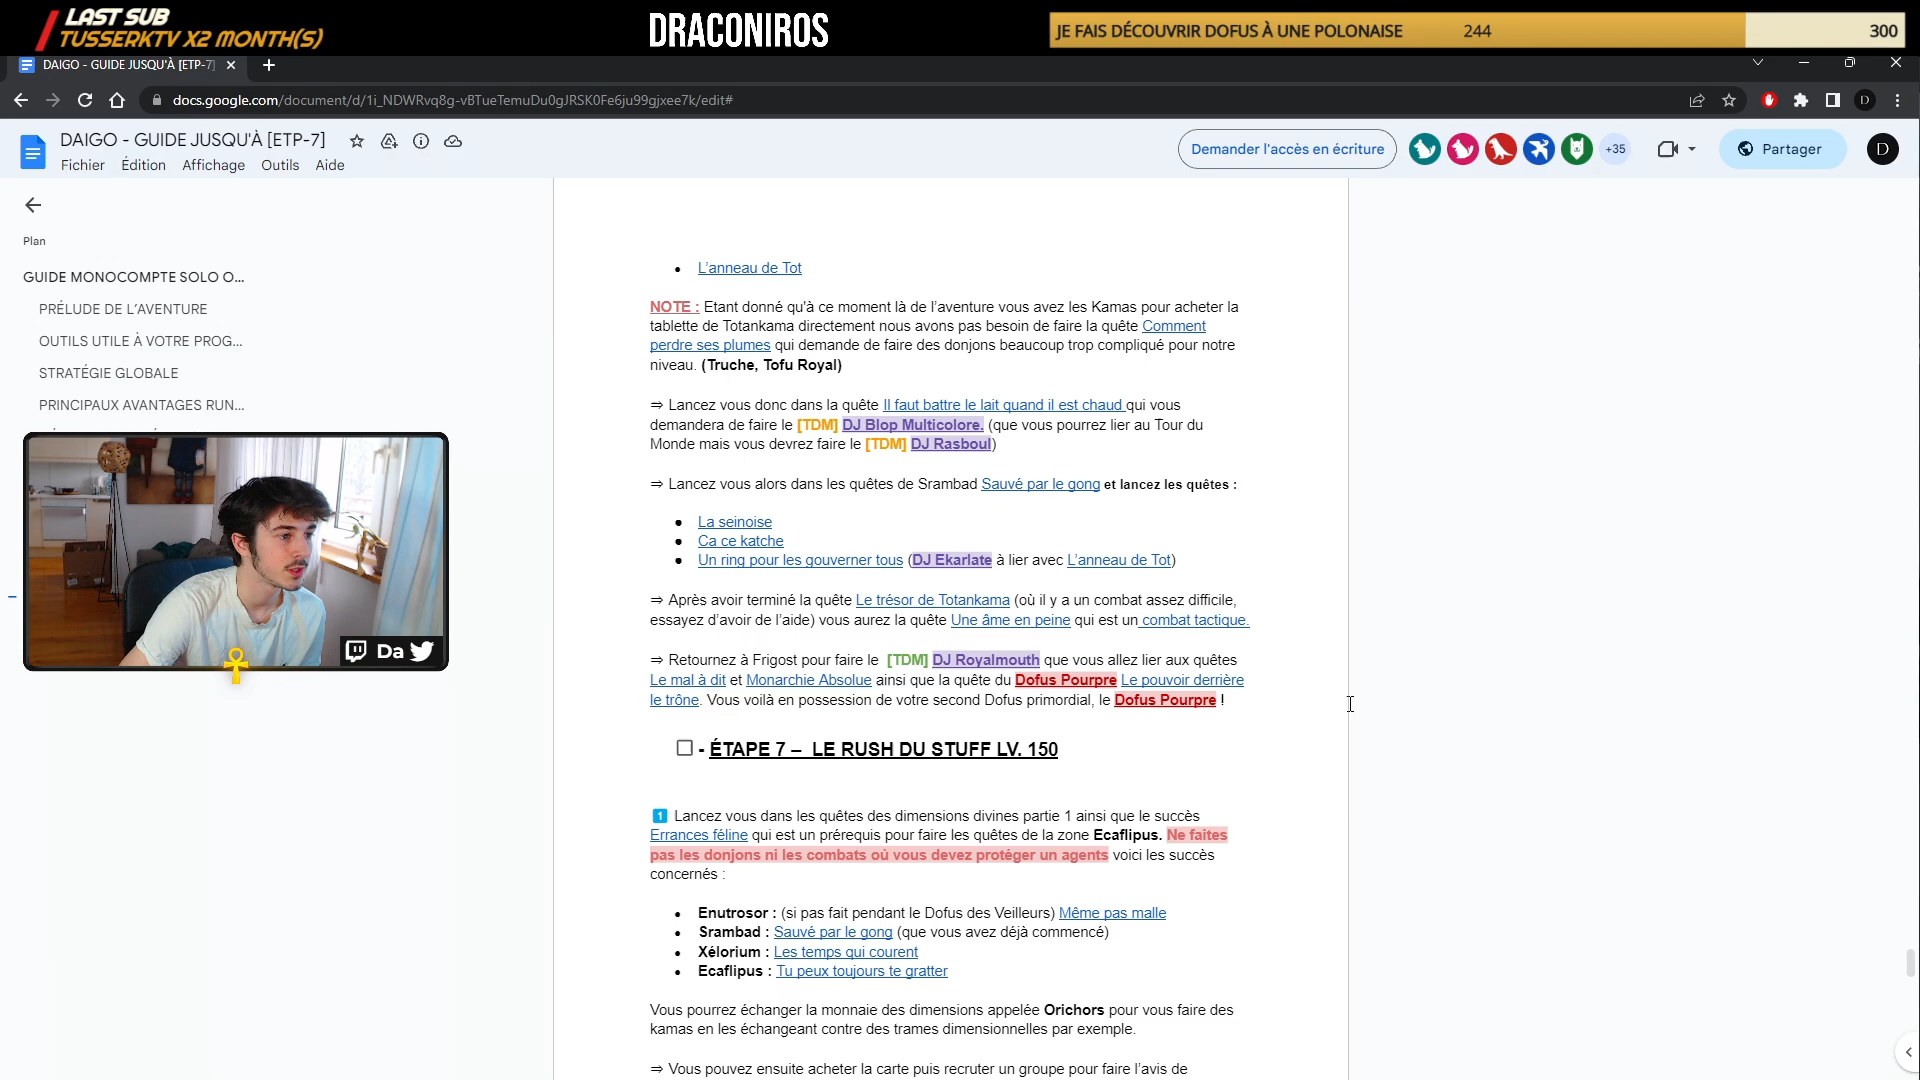 LAST SUB
TUSSERKTV X2 MONTH(S)
DRACONIROS
JE FAIS DÉCOUVRIR DOFUS À UNE POLONAISE 244 300
DAIGO - GUIDE JUSQU'À [ETP-7]
docs.google.com/document/d/1i_NDWRvq8g-vBTueTemuDu0gJRSK0Fe6ju99gjxee7k/edit#
D
DAIGO - GUIDE JUSQU'À [ETP-7]
Fichier Édition Affichage Outils Aide
Demander l'accès en écriture
+35
Partager
D
Plan
GUIDE MONOCOMPTE SOLO O...
PRÉLUDE DE L'AVENTURE
OUTILS UTILE À VOTRE PROG...
STRATÉGIE GLOBALE
PRINCIPAUX AVANTAGES RUN...
Da
• L'anneau de Tot
NOTE : Etant donné qu'à ce moment là de l'aventure vous avez les Kamas pour acheter la
tablette de Totankama directement nous avons pas besoin de faire la quête Comment
perdre ses plumes qui demande de faire des donjons beaucoup trop compliqué pour notre
niveau. (Truche, Tofu Royal)
⇒ Lancez vous donc dans la quête Il faut battre le lait quand il est chaud qui vous
demandera de faire le [TDM] DJ Blop Multicolore. (que vous pourrez lier au Tour du
Monde mais vous devrez faire le [TDM] DJ Rasboul)
⇒ Lancez vous alors dans les quêtes de Srambad Sauvé par le gong et lancez les quêtes :
• La seinoise
• Ca ce katche
• Un ring pour les gouverner tous (DJ Ekarlate à lier avec L'anneau de Tot)
⇒ Après avoir terminé la quête Le trésor de Totankama (où il y a un combat assez difficile,
essayez d'avoir de l'aide) vous aurez la quête Une âme en peine qui est un combat tactique.
⇒ Retournez à Frigost pour faire le [TDM] DJ Royalmouth que vous allez lier aux quêtes
Le mal à dit et Monarchie Absolue ainsi que la quête du Dofus Pourpre Le pouvoir derrière
le trône. Vous voilà en possession de votre second Dofus primordial, le Dofus Pourpre !
☐ - ÉTAPE 7 – LE RUSH DU STUFF LV. 150
1 Lancez vous dans les quêtes des dimensions divines partie 1 ainsi que le succès
Errances féline qui est un prérequis pour faire les quêtes de la zone Ecaflipus. Ne faites
pas les donjons ni les combats où vous devez protéger un agents voici les succès
concernés :
• Enutrosor : (si pas fait pendant le Dofus des Veilleurs) Même pas malle
• Srambad : Sauvé par le gong (que vous avez déjà commencé)
• Xélorium : Les temps qui courent
• Ecaflipus : Tu peux toujours te gratter
Vous pourrez échanger la monnaie des dimensions appelée Orichors pour vous faire des
kamas en les échangeant contre des trames dimensionnelles par exemple.
⇒ Vous pouvez ensuite acheter la carte puis recruter un groupe pour faire l'avis de